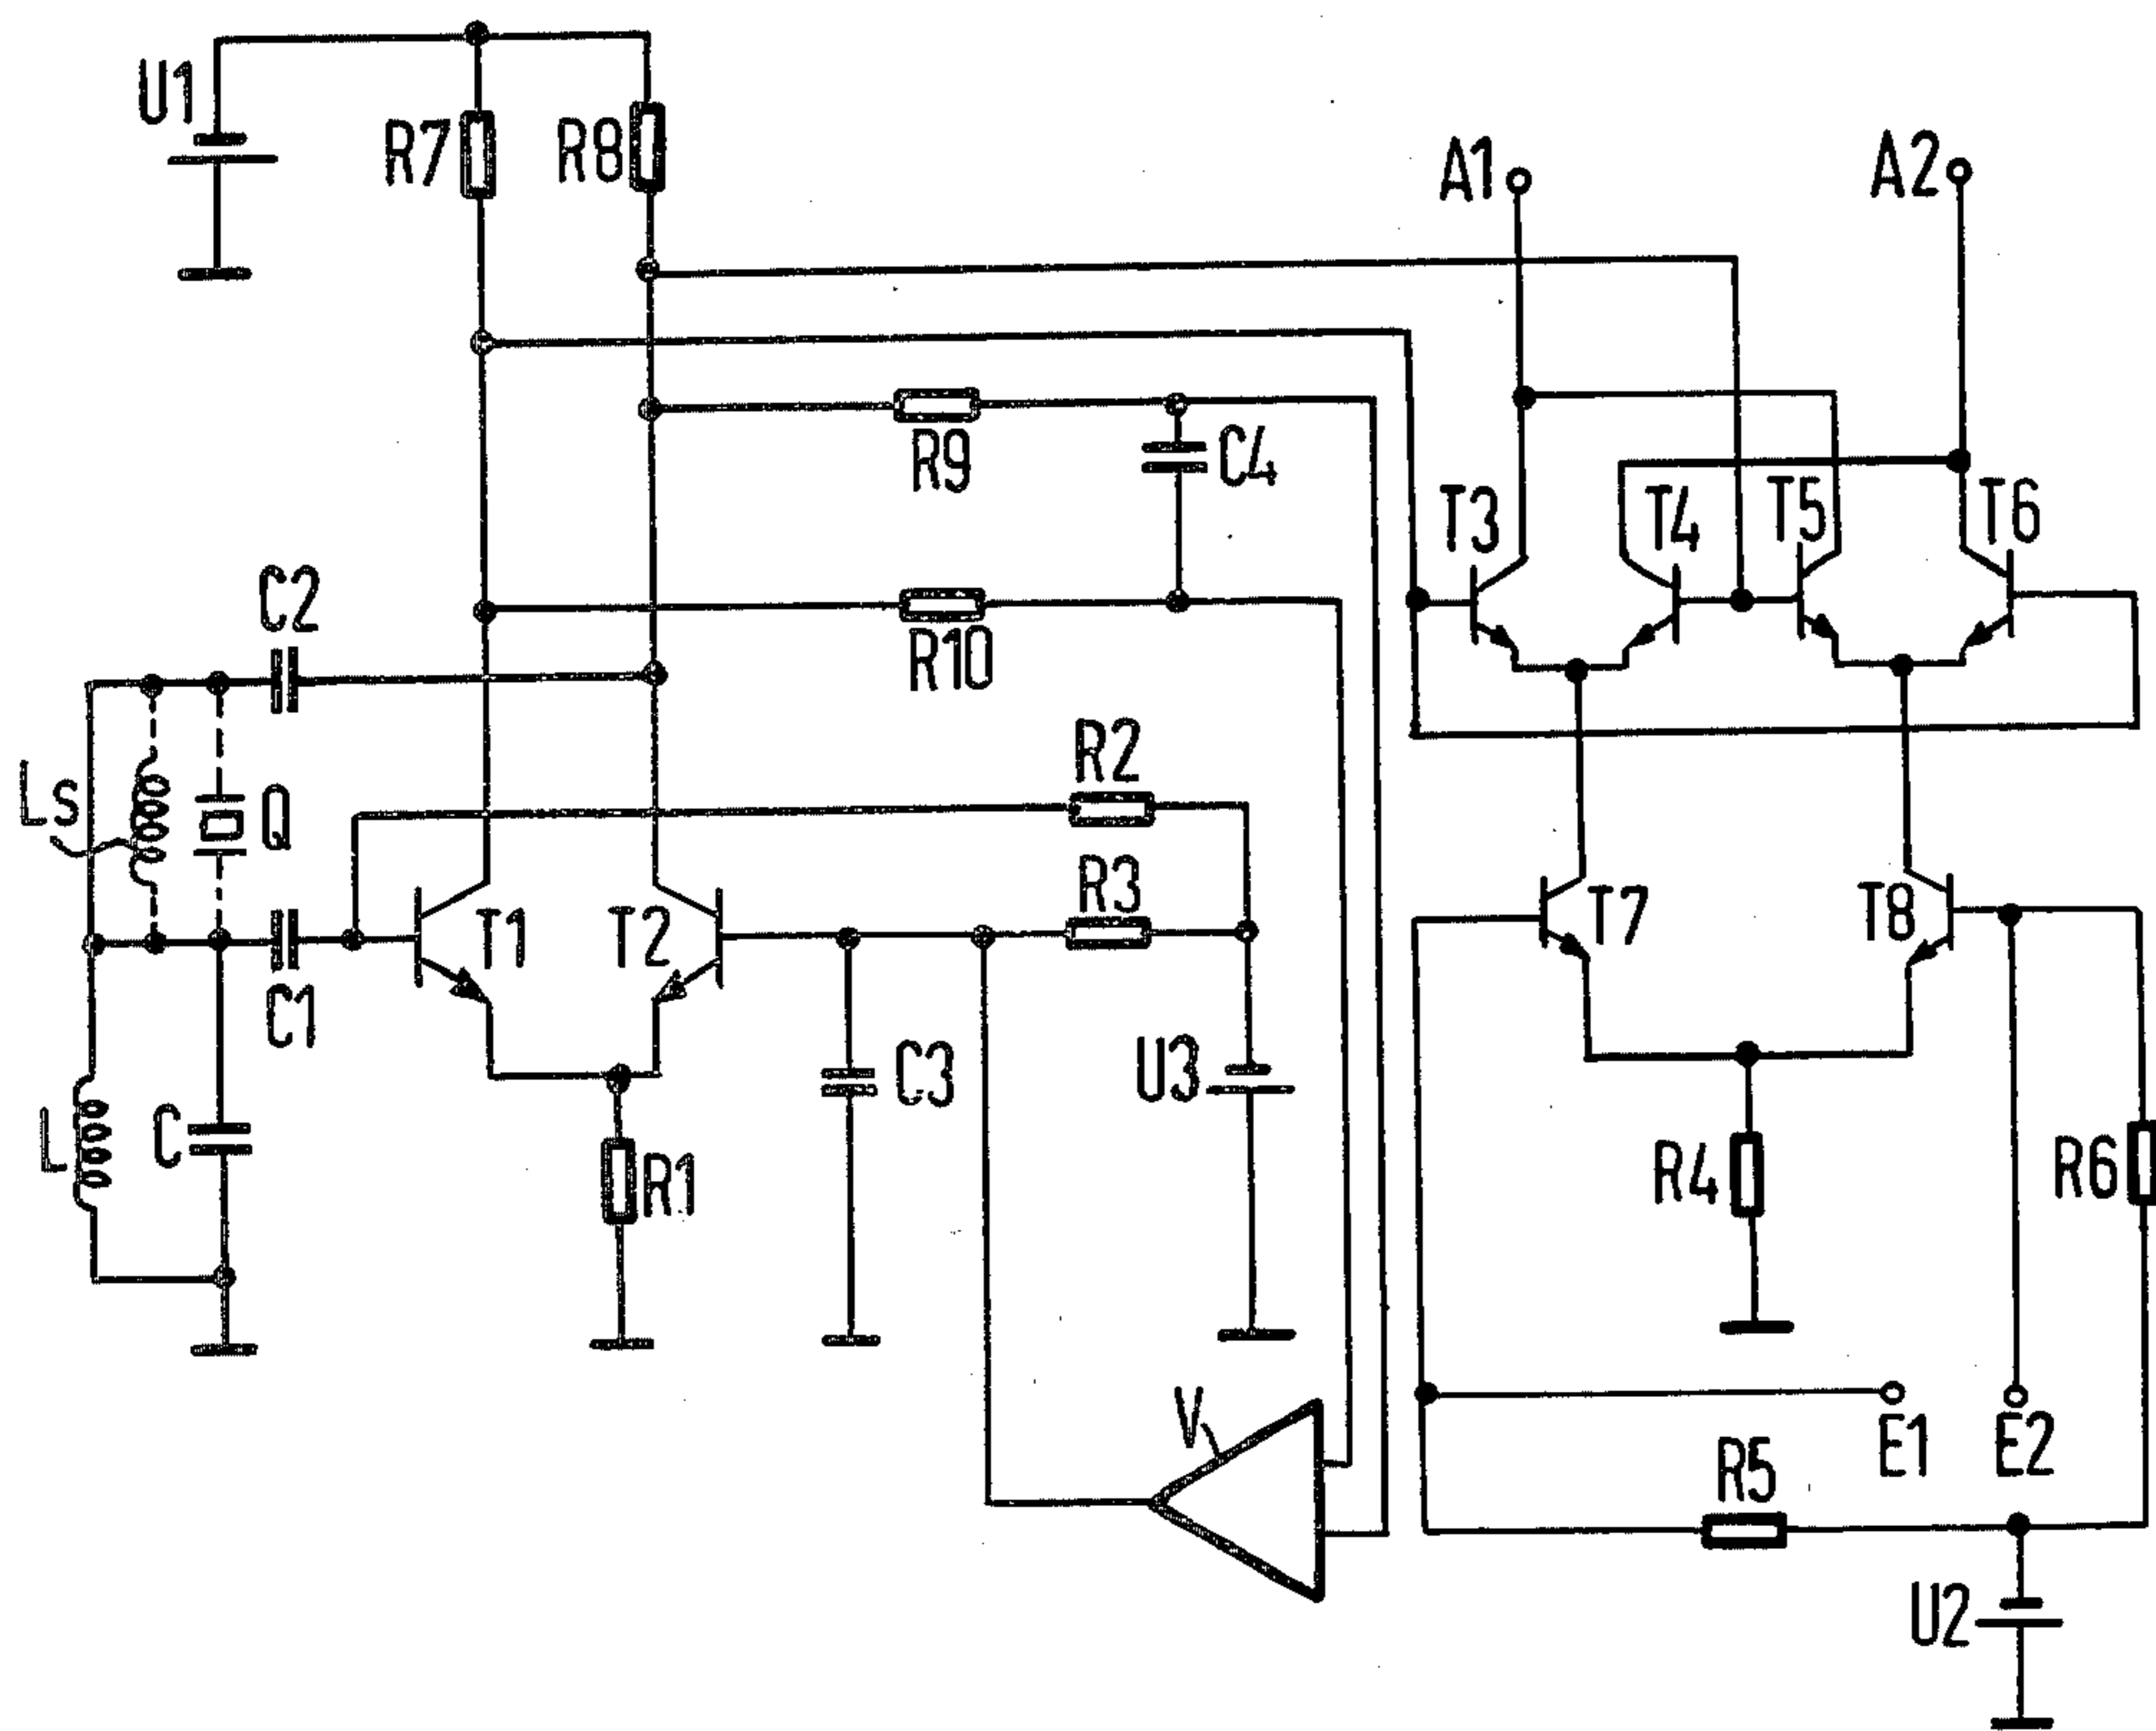 U1
R7
R8
A1
A2
R9
C4
T3
T4
T5
T6
C2
R10
R2
Ls
Q
R3
T1
T2
T7
T8
C1
C3
U3
L
C
R1
R4
R6
V
E1
E2
R5
U2